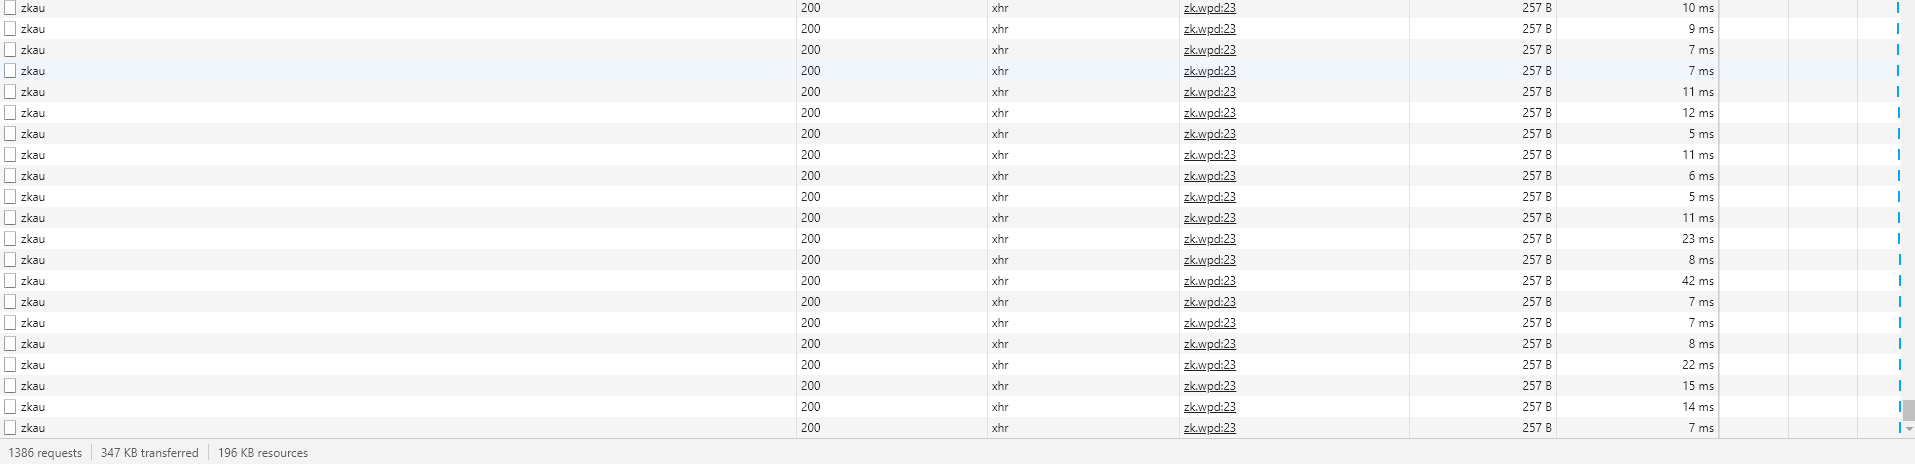 zkau 200 xhr zk.wpd:23 257 B 10 ms
zkau 200 xhr zk.wpd:23 257 B 9 ms
zkau 200 xhr zk.wpd:23 257 B 7 ms
zkau 200 xhr zk.wpd:23 257 B 7 ms
zkau 200 xhr zk.wpd:23 257 B 11 ms
zkau 200 xhr zk.wpd:23 257 B 12 ms
zkau 200 xhr zk.wpd:23 257 B 5 ms
zkau 200 xhr zk.wpd:23 257 B 11 ms
zkau 200 xhr zk.wpd:23 257 B 6 ms
zkau 200 xhr zk.wpd:23 257 B 5 ms
zkau 200 xhr zk.wpd:23 257 B 11 ms
zkau 200 xhr zk.wpd:23 257 B 23 ms
zkau 200 xhr zk.wpd:23 257 B 8 ms
zkau 200 xhr zk.wpd:23 257 B 42 ms
zkau 200 xhr zk.wpd:23 257 B 7 ms
zkau 200 xhr zk.wpd:23 257 B 7 ms
zkau 200 xhr zk.wpd:23 257 B 8 ms
zkau 200 xhr zk.wpd:23 257 B 22 ms
zkau 200 xhr zk.wpd:23 257 B 15 ms
zkau 200 xhr zk.wpd:23 257 B 14 ms
zkau 200 xhr zk.wpd:23 257 B 7 ms
1386 requests 347 KB transferred 196 KB resources